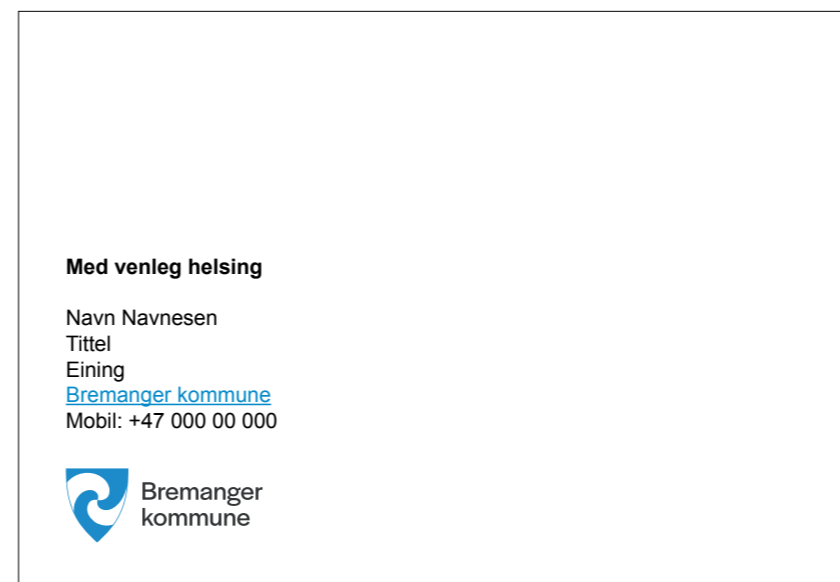 Med venleg helsing
Navn Navnesen
Tittel
Eining
Bremanger kommune
Mobil: +47 000 00 000
Bremanger
kommune